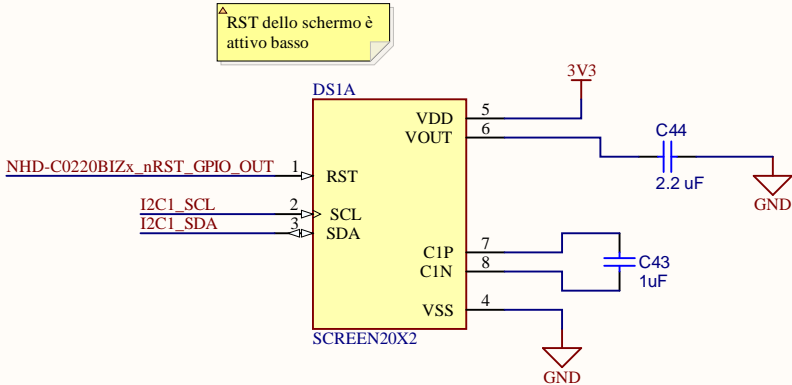 RST dello schermo è
attivo basso
3V3
DS1A
VDD 5
VOUT 6
C44
2.2 uF
GND
NHD-C0220BIZx_nRST_GPIO_OUT 1 RST
I2C1_SCL 2 SCL
I2C1_SDA 3 SDA
C1P 7
C1N 8
C43
1uF
VSS 4
SCREEN20X2
GND